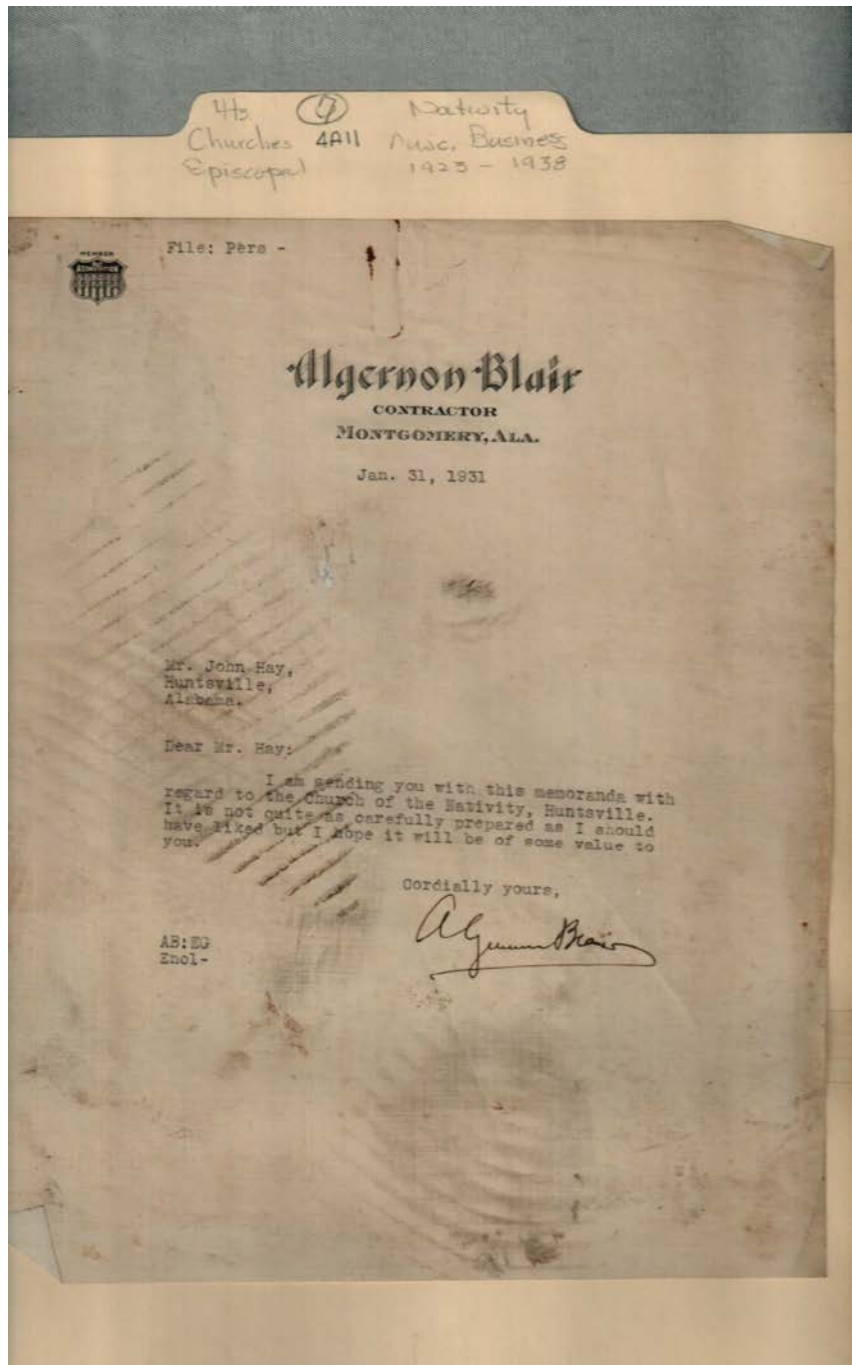 Hs. 7 Nativity
Churches 4A11 Misc. Business
Episcopal 1923 - 1938
MEMBER
File: Pers -
Algernon Blair
CONTRACTOR
MONTGOMERY, ALA.
Jan. 31, 1931
Mr. John Hay,
Huntsville,
Alabama.
Dear Mr. Hay:
I am sending you with this memoranda with
regard to the Church of the Nativity, Huntsville.
It is not quite as carefully prepared as I should
have liked but I hope it will be of some value to
you.
Cordially yours,
Algernon Blair
AB:EG
Encl-